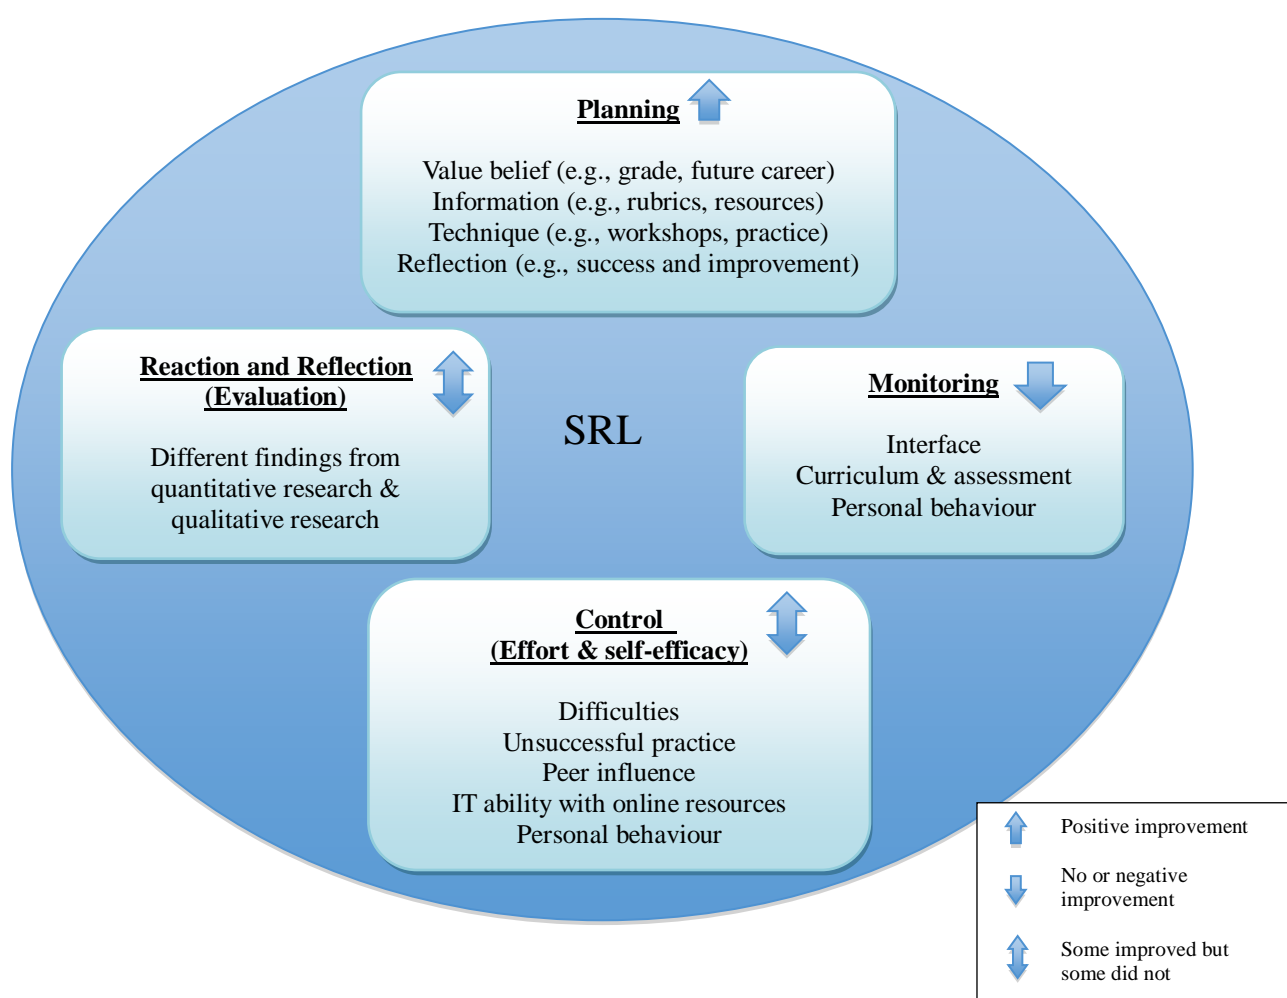 Planning
Value belief (e.g., grade, future career)
Information (e.g., rubrics, resources)
Technique (e.g., workshops, practice)
Reflection (e.g., success and improvement)
Reaction and Reflection
(Evaluation)
Different findings from
quantitative research &
qualitative research
SRL
Monitoring
Interface
Curriculum & assessment
Personal behaviour
Control
(Effort & self-efficacy)
Difficulties
Unsuccessful practice
Peer influence
IT ability with online resources
Personal behaviour
Positive improvement
No or negative
improvement
Some improved but
some did not